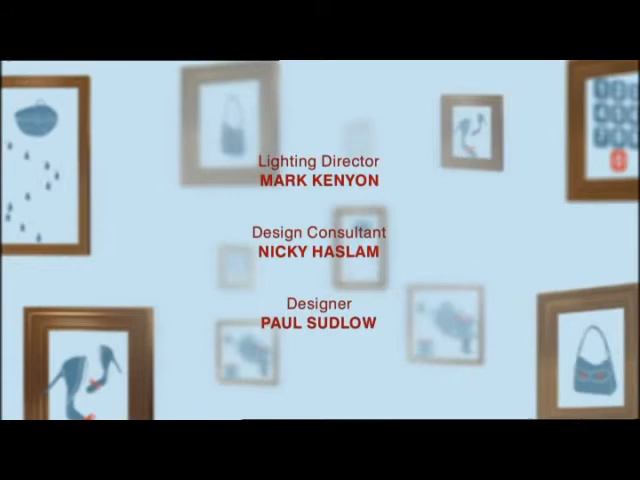 Lighting Director
MARK KENYON
Design Consultant
NICKY HASLAM
Designer
PAUL SUDLOW